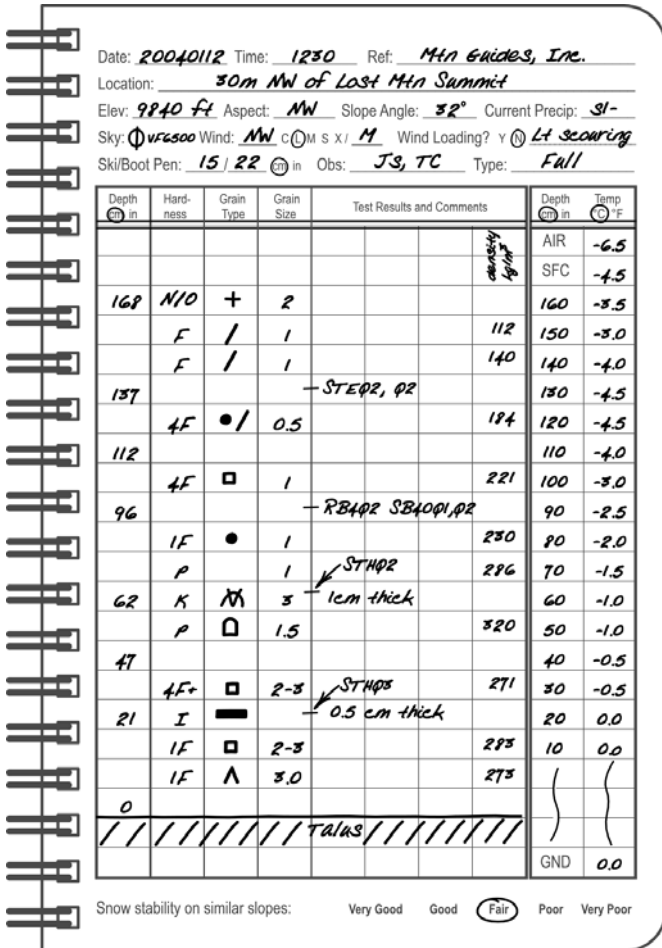 Date: 20040112 Time: 1230 Ref: Mtn Guides, Inc.
Location: 30m NW of Lost Mtn Summit
Elev: 9840 ft Aspect: NW Slope Angle: 32° Current Precip: S1-
Sky: Φ VF6500 Wind: NW C L M S X / M Wind Loading? Y N Lt scouring
Ski/Boot Pen: 15 / 22 cm in Obs: JS, TC Type: Full
Depth Hard- Grain Grain Test Results and Comments Depth Temp
cm in ness Type Size cm in °C °F
density kg/m³ AIR -6.5
SFC -4.5
168 N/O + 2 160 -3.5
F / 1 112 150 -3.0
F / 1 140 140 -4.0
137 STEQ2, Q2 130 -4.5
4F ●/ 0.5 184 120 -4.5
112 110 -4.0
4F □ 1 221 100 -3.0
96 RB4Q2 SB40Q1,Q2 90 -2.5
1F ● 1 230 80 -2.0
P 1 STHQ2 286 70 -1.5
62 K 3 1cm thick 60 -1.0
P 1.5 320 50 -1.0
47 40 -0.5
4F+ □ 2-3 STHQ3 271 30 -0.5
21 I ▬ 0.5 cm thick 20 0.0
1F □ 2-3 283 10 0.0
1F Λ 3.0 273
0
Talus
GND 0.0
Snow stability on similar slopes: Very Good Good Fair Poor Very Poor